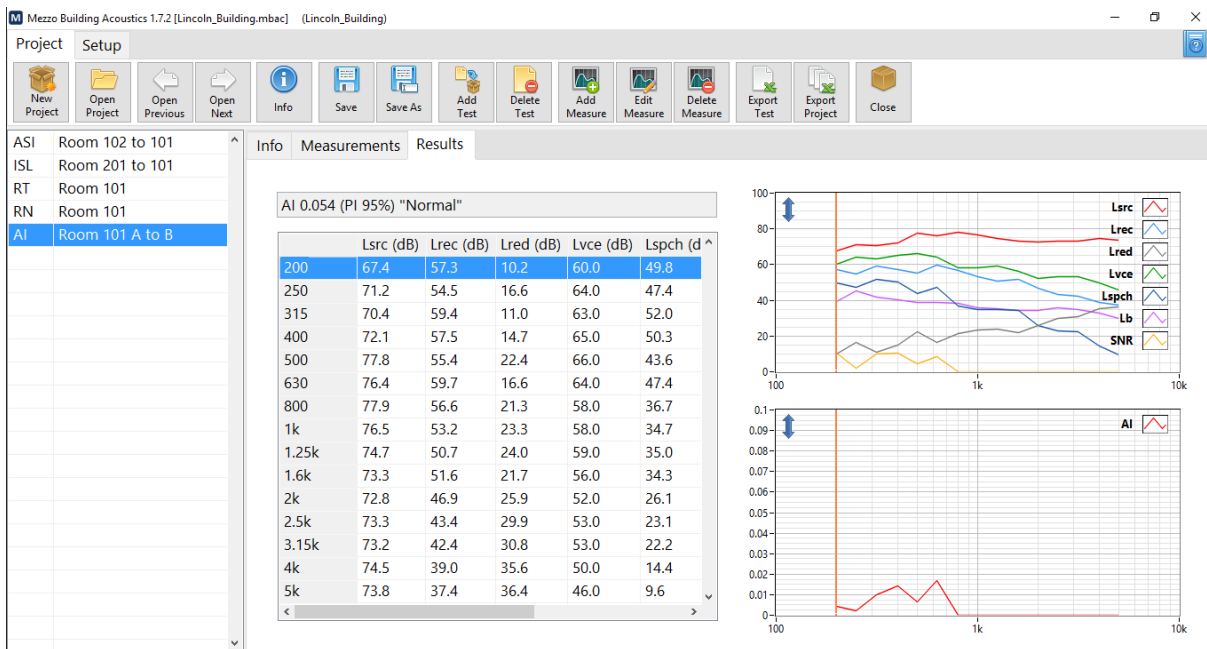 Mezzo Building Acoustics 1.7.2 [Lincoln_Building.mbac] (Lincoln_Building)
Project Setup
New Project
Open Project
Open Previous
Open Next
Info
Save
Save As
Add Test
Delete Test
Add Measure
Edit Measure
Delete Measure
Export Test
Export Project
Close
ASI Room 102 to 101
ISL Room 201 to 101
RT Room 101
RN Room 101
AI Room 101 A to B
Info Measurements Results
AI 0.054 (PI 95%) "Normal"
Lsrc (dB) Lrec (dB) Lred (dB) Lvce (dB) Lspch (d
200 67.4 57.3 10.2 60.0 49.8
250 71.2 54.5 16.6 64.0 47.4
315 70.4 59.4 11.0 63.0 52.0
400 72.1 57.5 14.7 65.0 50.3
500 77.8 55.4 22.4 66.0 43.6
630 76.4 59.7 16.6 64.0 47.4
800 77.9 56.6 21.3 58.0 36.7
1k 76.5 53.2 23.3 58.0 34.7
1.25k 74.7 50.7 24.0 59.0 35.0
1.6k 73.3 51.6 21.7 56.0 34.3
2k 72.8 46.9 25.9 52.0 26.1
2.5k 73.3 43.4 29.9 53.0 23.1
3.15k 73.2 42.4 30.8 53.0 22.2
4k 74.5 39.0 35.6 50.0 14.4
5k 73.8 37.4 36.4 46.0 9.6
100
80
60
40
20
0
100 1k 10k
Lsrc
Lrec
Lred
Lvce
Lspch
Lb
SNR
0.1
0.09
0.08
0.07
0.06
0.05
0.04
0.03
0.02
0.01
0
100 1k 10k
AI